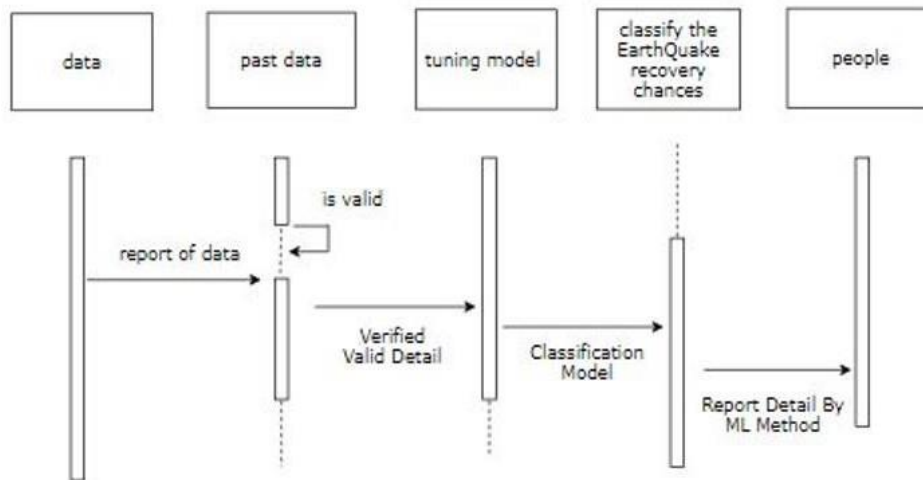 data
past data
tuning model
classify the
EarthQuake
recovery
chances
people
is valid
report of data
Verified
Valid Detail
Classification
Model
Report Detail By
ML Method